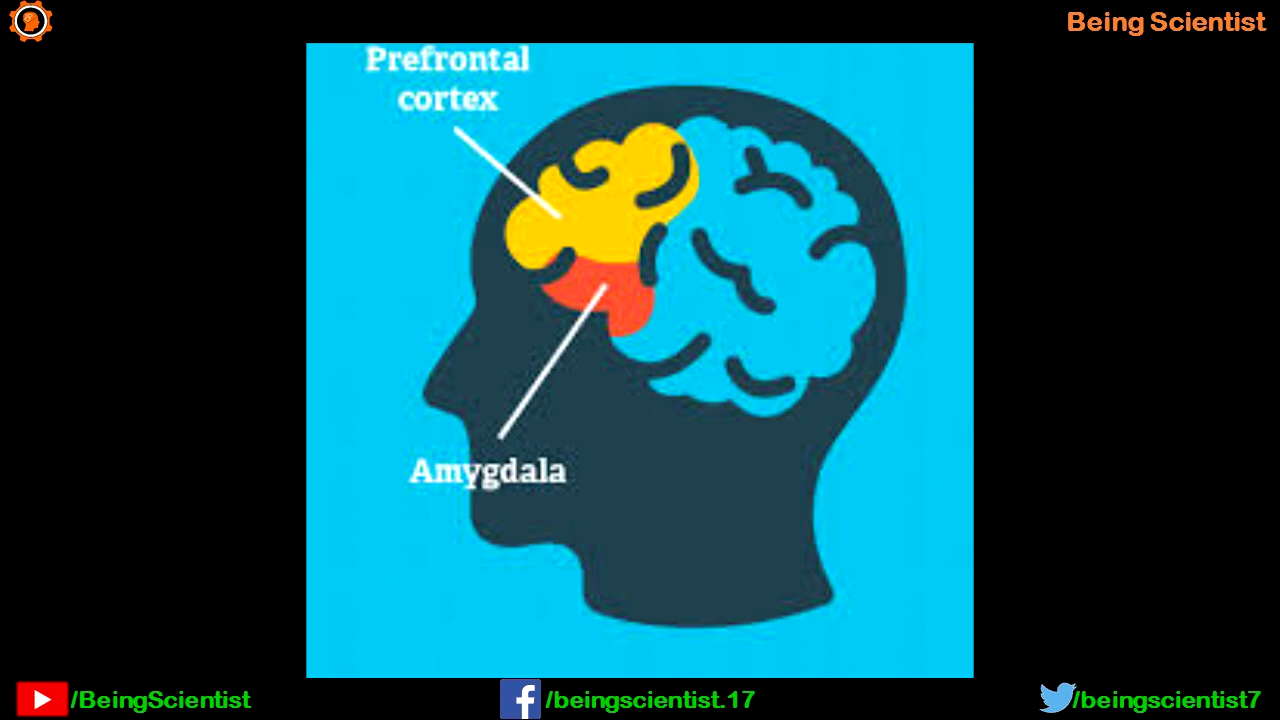 Being Scientist
Prefrontal
cortex
Amygdala
/BeingScientist
/beingscientist.17
/beingscientist7